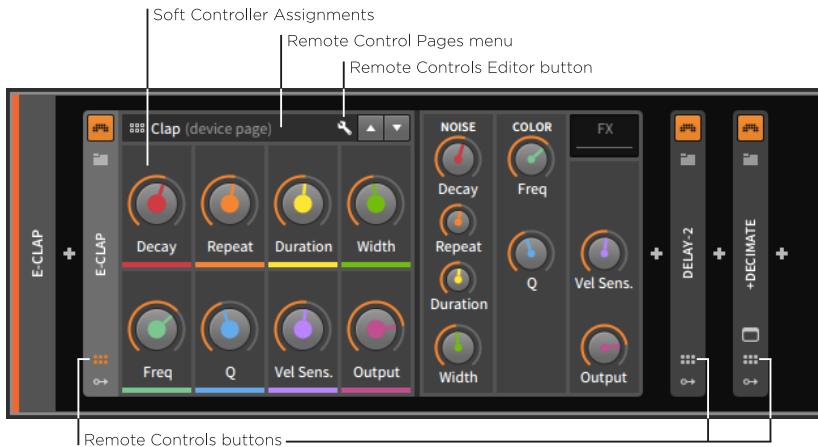 Soft Controller Assignments
Remote Control Pages menu
Remote Controls Editor button
E-CLAP
E-CLAP
Clap (device page)
Decay Repeat Duration Width
Freq Q Vel Sens. Output
NOISE
Decay
Repeat
Duration
Width
COLOR
Freq
Q
FX
Vel Sens.
Output
DELAY-2
+DECIMATE
Remote Controls buttons